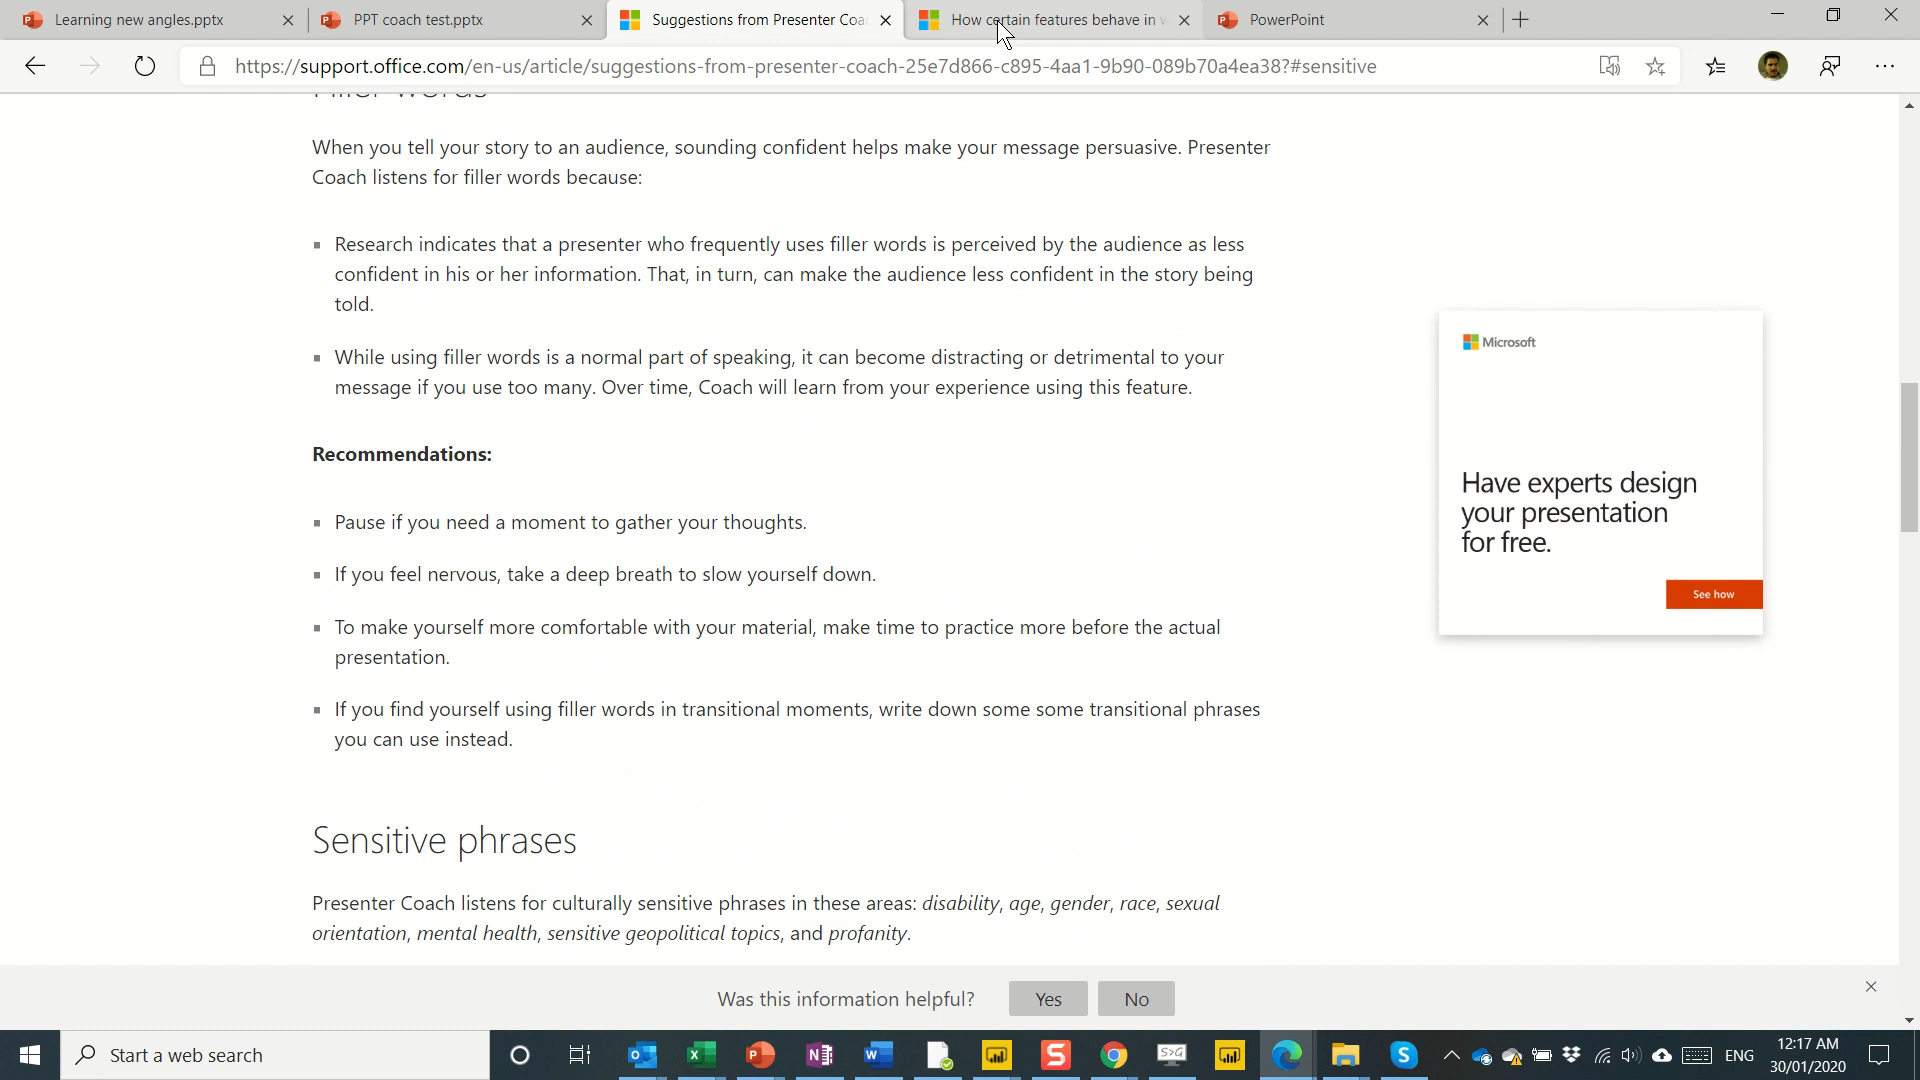 Learning new angles.pptx
PPT coach test.pptx
Suggestions from Presenter Coa
How certain features behave in w
PowerPoint
https://support.office.com/en-us/article/suggestions-from-presenter-coach-25e7d866-c895-4aa1-9b90-089b70a4ea38?#sensitive
Filler words
When you tell your story to an audience, sounding confident helps make your message persuasive. Presenter
Coach listens for filler words because:
Research indicates that a presenter who frequently uses filler words is perceived by the audience as less
confident in his or her information. That, in turn, can make the audience less confident in the story being
told.
While using filler words is a normal part of speaking, it can become distracting or detrimental to your
message if you use too many. Over time, Coach will learn from your experience using this feature.
Recommendations:
Pause if you need a moment to gather your thoughts.
If you feel nervous, take a deep breath to slow yourself down.
To make yourself more comfortable with your material, make time to practice more before the actual
presentation.
If you find yourself using filler words in transitional moments, write down some some transitional phrases
you can use instead.
Sensitive phrases
Presenter Coach listens for culturally sensitive phrases in these areas: disability, age, gender, race, sexual
orientation, mental health, sensitive geopolitical topics, and profanity.
Microsoft
Have experts design
your presentation
for free.
See how
Was this information helpful?
Yes
No
Start a web search
ENG
12:17 AM
30/01/2020